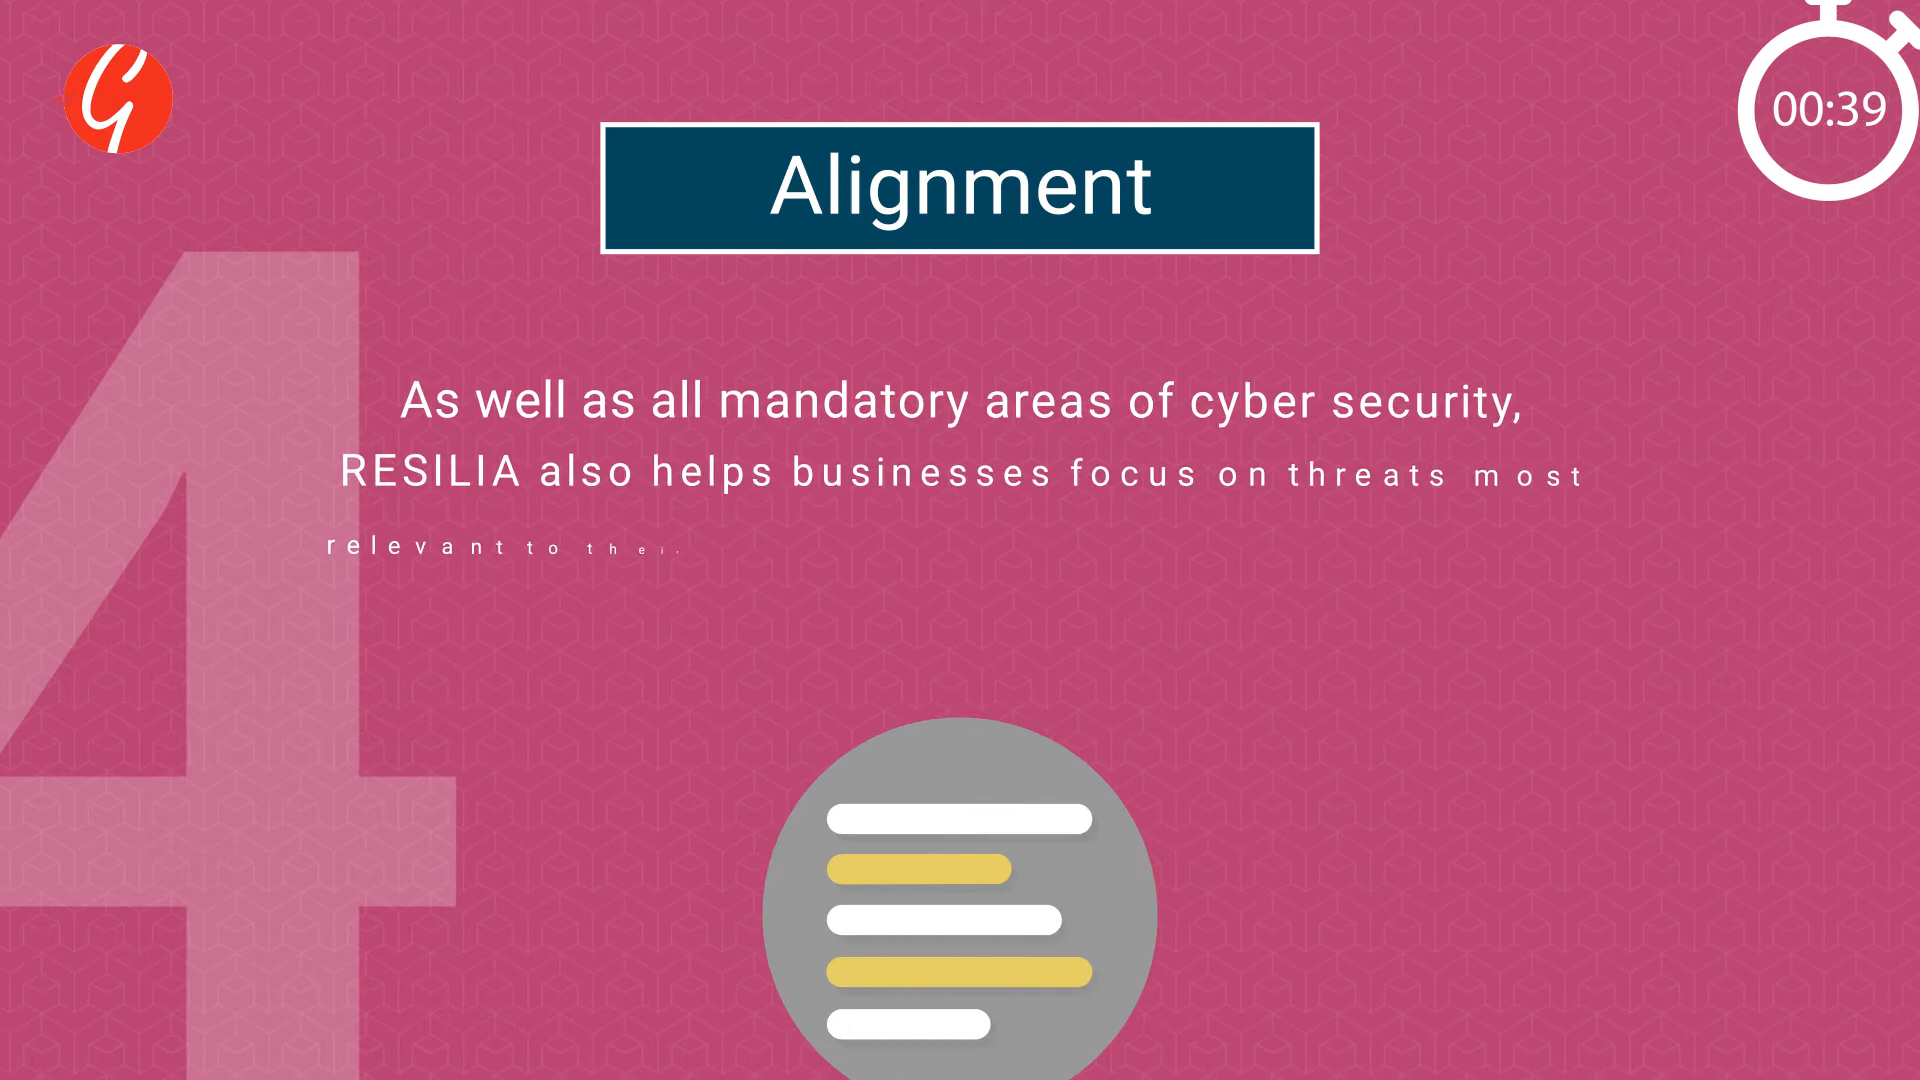 00:39
Alignment
4
As well as all mandatory areas of cyber security,
RESILIA also helps businesses focus on threats most
relevant to